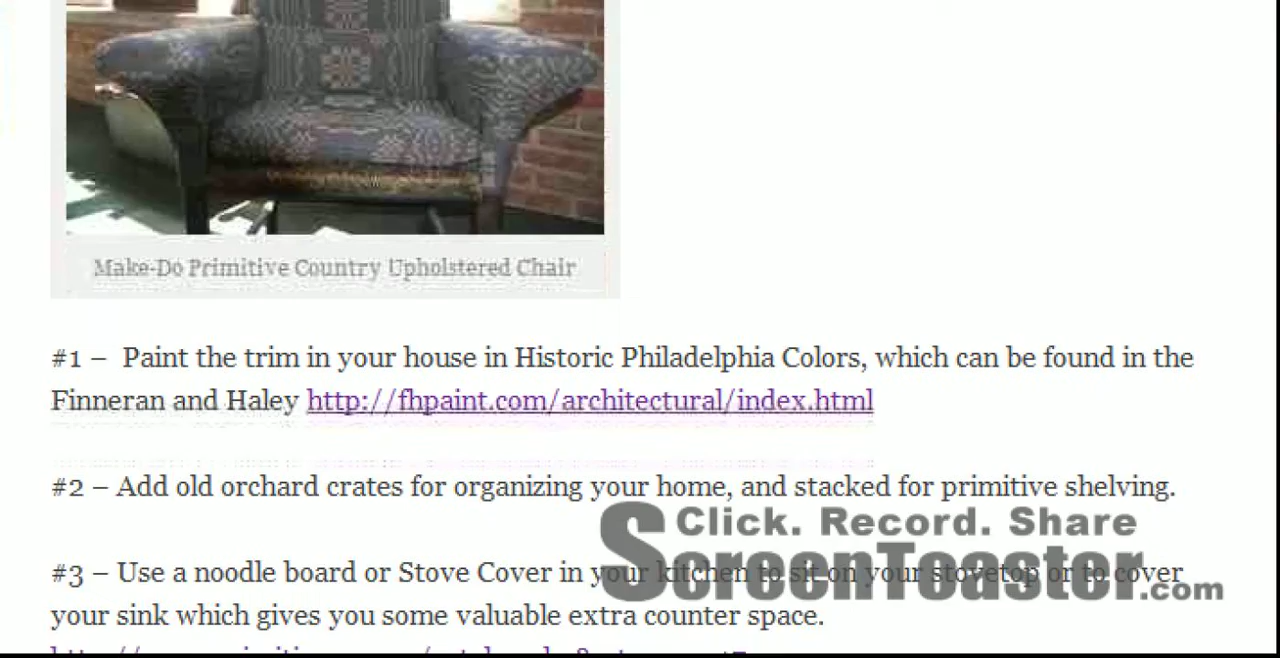 Make-Do Primitive Country Upholstered Chair
#1 – Paint the trim in your house in Historic Philadelphia Colors, which can be found in the
Finneran and Haley http://fhpaint.com/architectural/index.html
#2 – Add old orchard crates for organizing your home, and stacked for primitive shelving.
Click. Record. Share
ScreenToaster.com
#3 – Use a noodle board or Stove Cover in your kitchen to sit on your stovetop or to cover
your sink which gives you some valuable extra counter space.